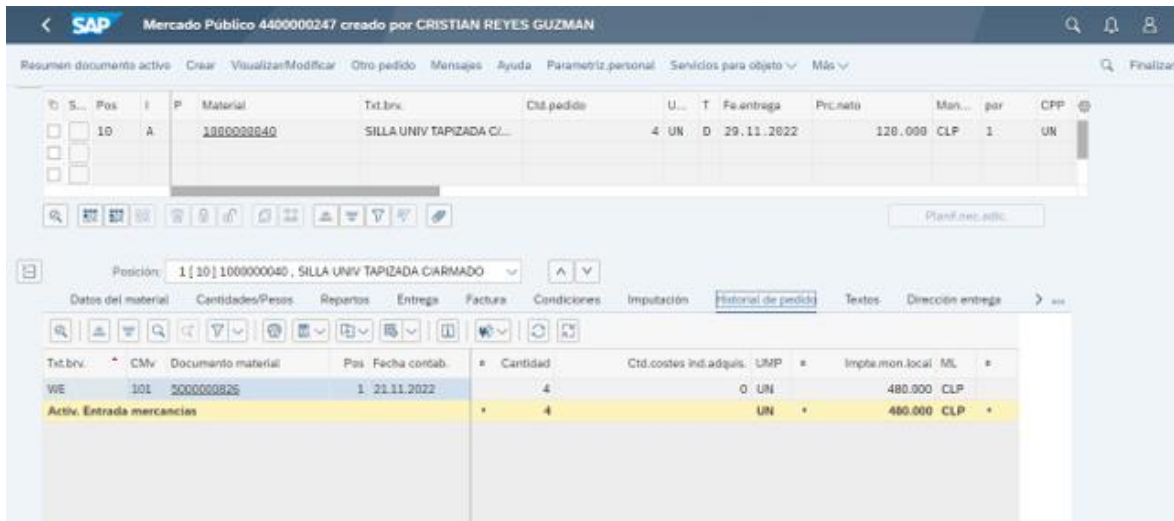 SAP Mercado Público 4400000247 creado por CRISTIAN REYES GUZMAN
Resumen documento activo Crear Visualizar/Modificar Otro pedido Mensajes Ayuda Parametriz.personal Servicios para objeto Más Finalizar
S... Pos I P Material Txt.brv. Ctd.pedido U... T Fe.entrega Prc.neto Mon... por CPP
10 A 1000000040 SILLA UNIV TAPIZADA C/... 4 UN D 29.11.2022 120.000 CLP 1 UN
Planif.nec.adic.
Posición: 1 [ 10 ] 1000000040 , SILLA UNIV TAPIZADA C/ARMADO
Datos del material Cantidades/Pesos Repartos Entrega Factura Condiciones Imputación Historial de pedido Textos Dirección entrega
Txt.brv. CMv Documento material Pos Fecha contab. Cantidad Ctd.costes ind.adquis. UMP Impte.mon.local ML
WE 101 5000000826 1 21.11.2022 4 0 UN 480.000 CLP
Activ. Entrada mercancías 4 UN 480.000 CLP